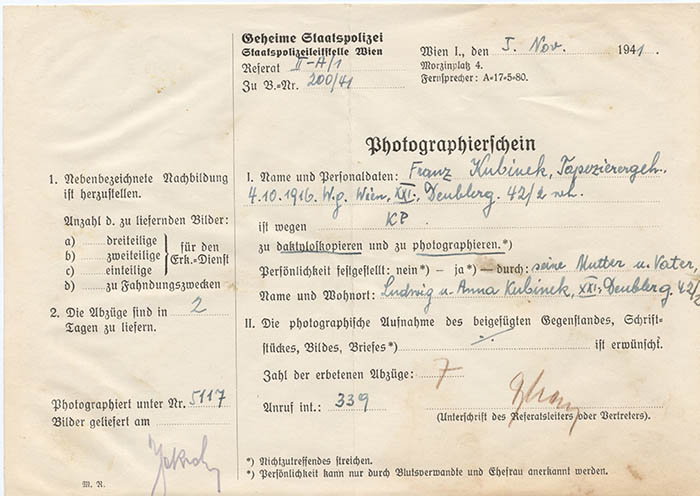 Geheime Staatspolizei
Staatspolizeileitstelle Wien
Referat II-A/1
Zu B.-Nr. 200/41
Wien I., den 5. Nov. 1941.
Morzinplatz 4.
Fernsprecher: A-17-5-80.
Photographierschein
1. Nebenbezeichnete Nachbildung
ist herzustellen.
Anzahl d. zu liefernden Bilder:
a) dreiteilige
b) zweiteilige
c) einteilige
für den
Erk.-Dienst
d) zu Fahndungszwecken
2. Die Abzüge sind in 2
Tagen zu liefern.
Photographiert unter Nr. 5117
Bilder geliefert am
M. R.
I. Name und Personaldaten: Franz Kubinek, Tapezierergeh.
4.10.1916. W.g. Wien, XXI., Deublerg. 42/2 wh.
ist wegen KP.
zu daktyloskopieren und zu photographieren.*)
Persönlichkeit festgestellt: nein*) – ja*) – durch: seine Mutter u. Vater,
Name und Wohnort: Ludwig u. Anna Kubinek, XXI., Deublerg. 42/2
II. Die photographische Aufnahme des beigefügten Gegenstandes, Schrift-
stückes, Bildes, Briefes*) ist erwünscht.
Zahl der erbetenen Abzüge: 7
Anruf int.: 339
(Unterschrift des Referatsleiters oder Vertreters).
*) Nichtzutreffendes streichen.
*) Persönlichkeit kann nur durch Blutsverwandte und Ehefrau anerkannt werden.